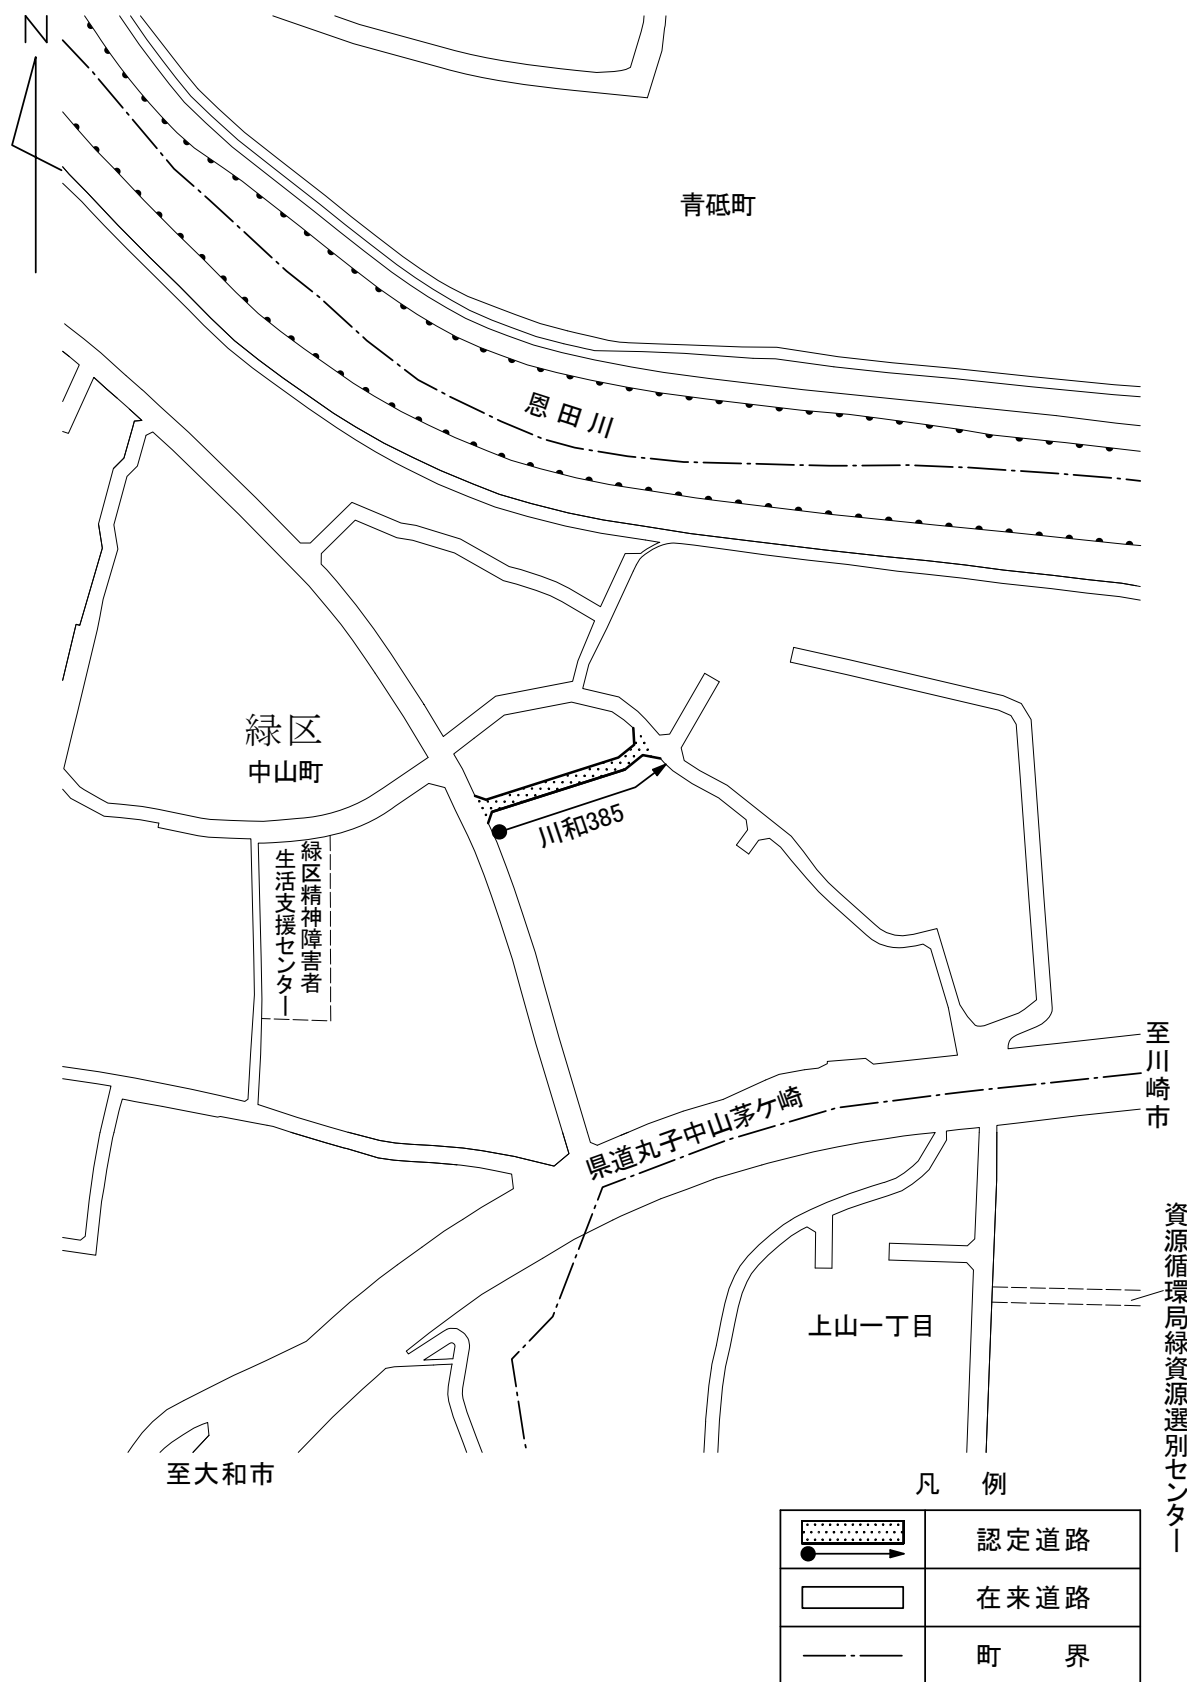 N
青砥町
恩田川
緑区
中山町
川和385
緑区精神障害者
生活支援センター
至川崎市
県道丸子中山茅ケ崎
資源循環局緑資源選別センター
上山一丁目
至大和市
凡 例
認定道路
在来道路
町 界